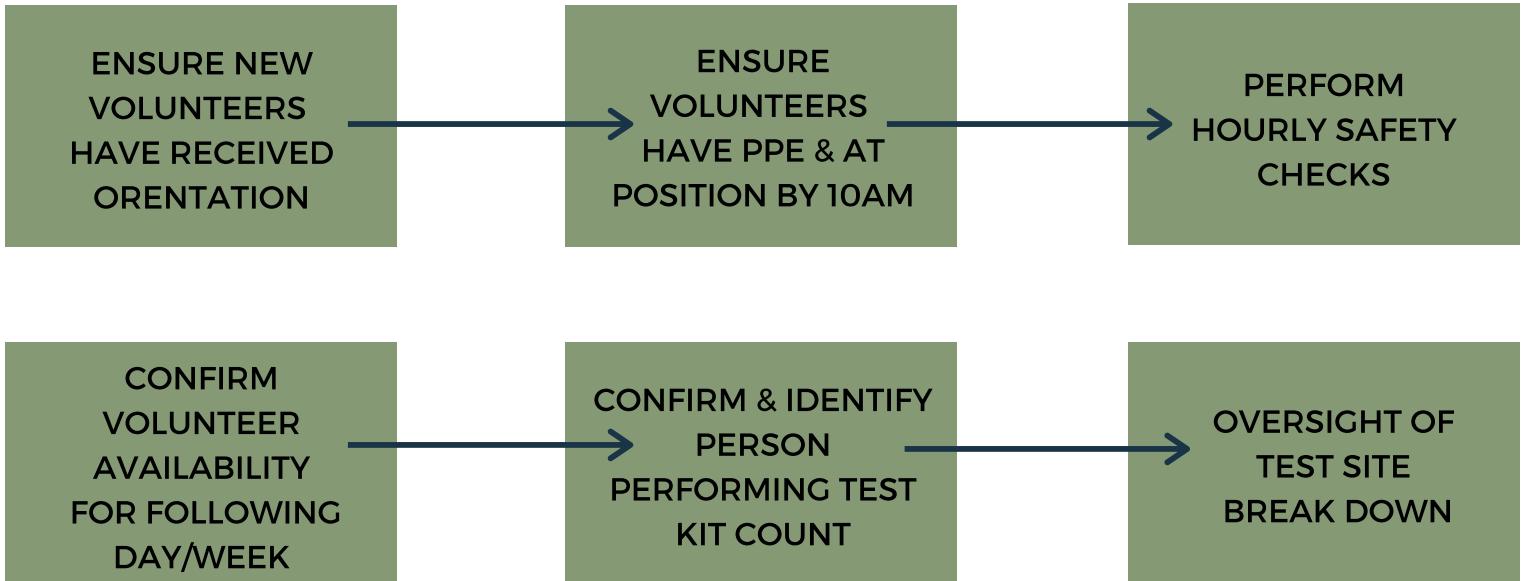 ENSURE NEW
VOLUNTEERS
HAVE RECEIVED
ORENTATION
ENSURE
VOLUNTEERS
HAVE PPE & AT
POSITION BY 10AM
PERFORM
HOURLY SAFETY
CHECKS
CONFIRM
VOLUNTEER
AVAILABILITY
FOR FOLLOWING
DAY/WEEK
CONFIRM & IDENTIFY
PERSON
PERFORMING TEST
KIT COUNT
OVERSIGHT OF
TEST SITE
BREAK DOWN